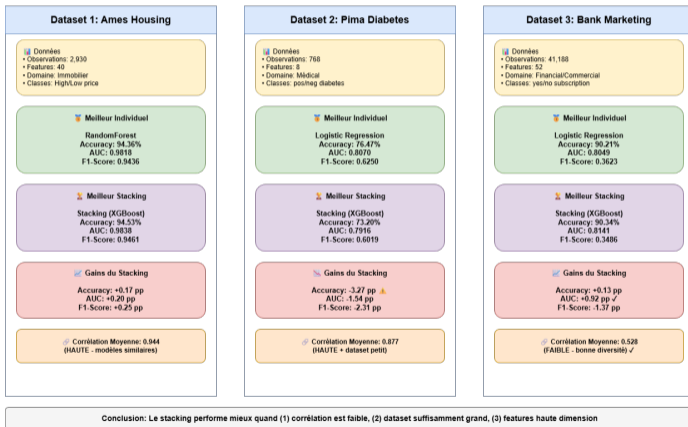 Dataset 1: Ames Housing
Données
• Observations: 2,930
• Features: 40
• Domaine: Immobilier
• Classes: High/Low price
Meilleur Individuel
RandomForest
Accuracy: 94.36%
AUC: 0.9818
F1-Score: 0.9436
Meilleur Stacking
Stacking (XGBoost)
Accuracy: 94.53%
AUC: 0.9838
F1-Score: 0.9461
Gains du Stacking
Accuracy: +0.17 pp
AUC: +0.20 pp
F1-Score: +0.25 pp
Corrélation Moyenne: 0.944
(HAUTE - modèles similaires)
Dataset 2: Pima Diabetes
Données
• Observations: 768
• Features: 8
• Domaine: Médical
• Classes: pos/neg diabetes
Meilleur Individuel
Logistic Regression
Accuracy: 76.47%
AUC: 0.8070
F1-Score: 0.6250
Meilleur Stacking
Stacking (XGBoost)
Accuracy: 73.20%
AUC: 0.7916
F1-Score: 0.6019
Gains du Stacking
Accuracy: -3.27 pp ⚠
AUC: -1.54 pp
F1-Score: -2.31 pp
Corrélation Moyenne: 0.877
(HAUTE + dataset petit)
Dataset 3: Bank Marketing
Données
• Observations: 41,188
• Features: 52
• Domaine: Financial/Commercial
• Classes: yes/no subscription
Meilleur Individuel
Logistic Regression
Accuracy: 90.21%
AUC: 0.8049
F1-Score: 0.3623
Meilleur Stacking
Stacking (XGBoost)
Accuracy: 90.34%
AUC: 0.8141
F1-Score: 0.3486
Gains du Stacking
Accuracy: +0.13 pp
AUC: +0.92 pp ✓
F1-Score: -1.37 pp
Corrélation Moyenne: 0.528
(FAIBLE - bonne diversité) ✓
Conclusion: Le stacking performe mieux quand (1) corrélation est faible, (2) dataset suffisamment grand, (3) features haute dimension